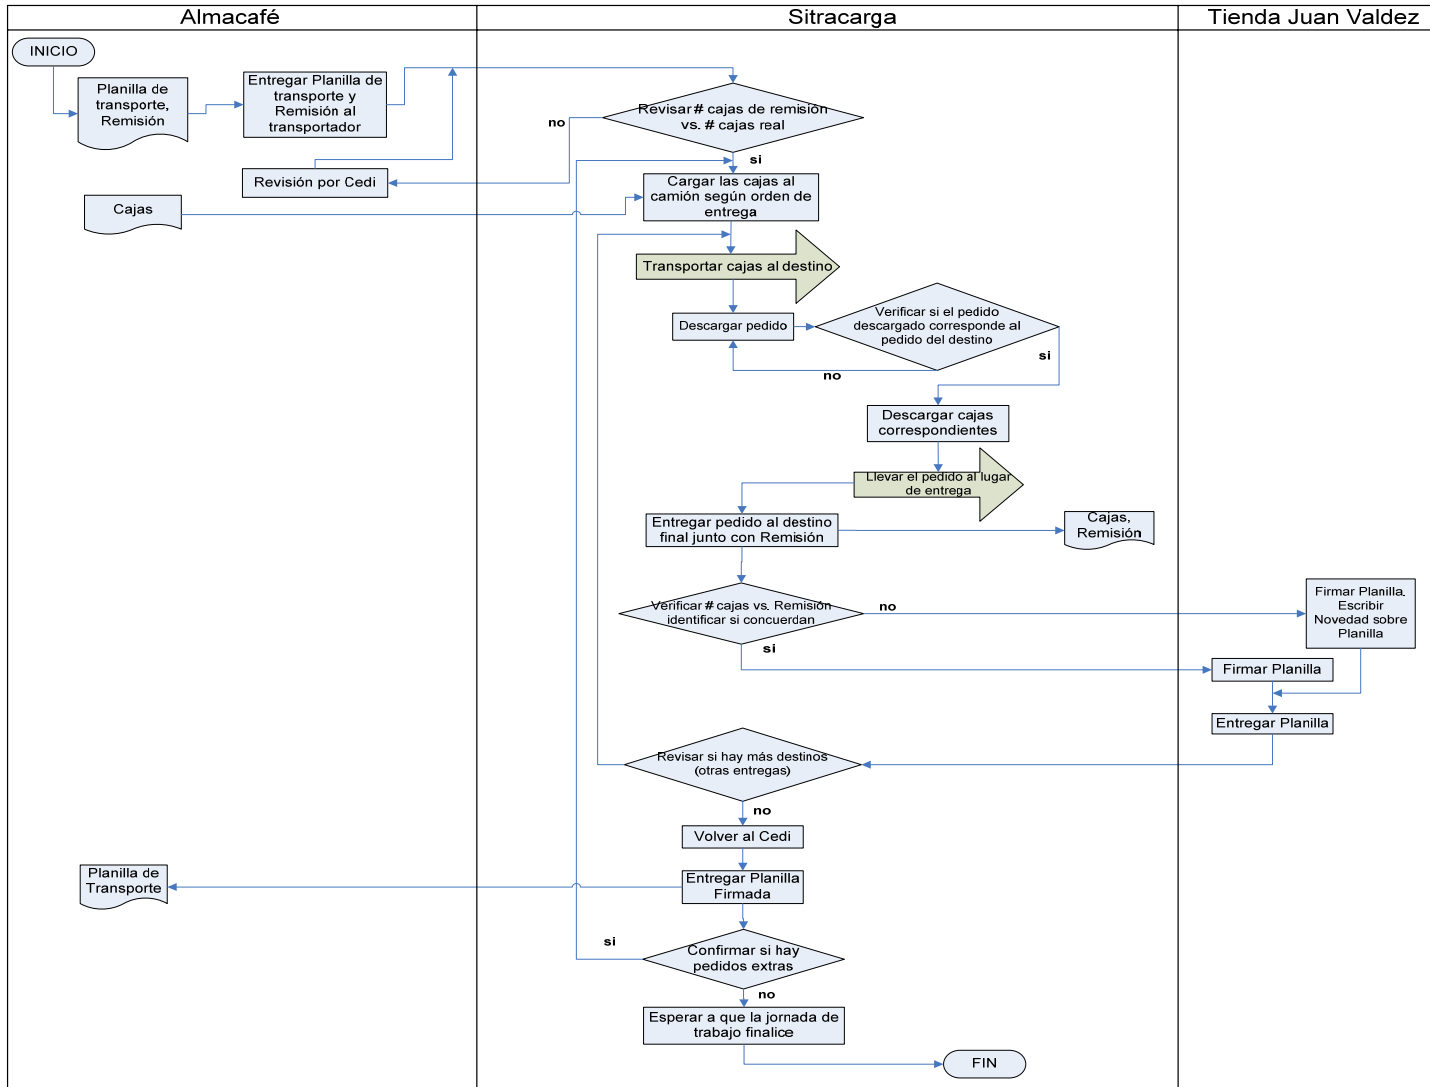 Almacafé
Sitracarga
Tienda Juan Valdez
INICIO
Planilla de
transporte,
Remisión
Entregar Planilla de
transporte y
Remisión al
transportador
Revisar # cajas de remisión
vs. # cajas real
no
si
Revisión por Cedi
Cajas
Cargar las cajas al
camión según orden de
entrega
Transportar cajas al destino
Descargar pedido
Verificar si el pedido
descargado corresponde al
pedido del destino
si
no
Descargar cajas
correspondientes
Llevar el pedido al lugar
de entrega
Entregar pedido al destino
final junto con Remisión
Cajas,
Remisión
Verificar # cajas vs. Remisión
identificar si concuerdan
no
si
Firmar Planilla.
Escribir
Novedad sobre
Planilla
Firmar Planilla
Entregar Planilla
Revisar si hay más destinos
(otras entregas)
no
Volver al Cedi
Entregar Planilla
Firmada
Planilla de
Transporte
si
Confirmar si hay
pedidos extras
no
Esperar a que la jornada de
trabajo finalice
FIN